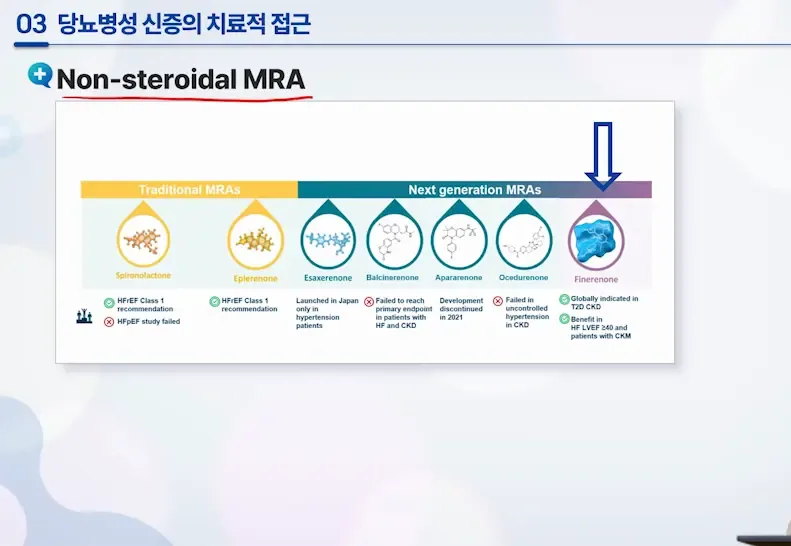 03 당뇨병성 신증의 치료적 접근
Non-steroidal MRA
Traditional MRAs
Next generation MRAs
Spironolactone
Eplerenone
Esaxerenone
Balcinerenone
Apararenone
Ocedurenone
Finerenone
HFrEF Class 1
recommendation
HFpEF study failed
HFrEF Class 1
recommendation
Launched in Japan
only in
hypertension
patients
Failed to reach
primary endpoint
in patients with
HF and CKD
Development
discontinued
in 2021
Failed in
uncontrolled
hypertension
in CKD
Globally indicated in
T2D CKD
Benefit in
HF LVEF ≥40 and
patients with CKM